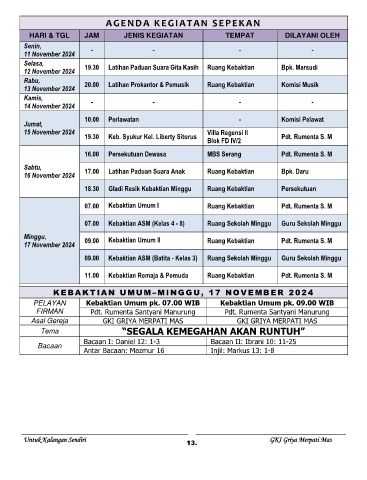 AGENDA KEGIATAN SEPEKAN
HARI & TGL JAM JENIS KEGIATAN TEMPAT DILAYANI OLEH
Senin,
11 November 2024 - - - -
Selasa,
12 November 2024 19.30 Latihan Paduan Suara Gita Kasih Ruang Kebaktian Bpk. Marsudi
Rabu,
13 November 2024 20.00 Latihan Prokantor & Pemusik Ruang Kebaktian Komisi Musik
Kamis,
14 November 2024 - - - -
Jumat,
15 November 2024
10.00 Perlawatan - Komisi Pelawat
19.30 Keb. Syukur Kel. Liberty Sitorus Villa Regensi II
Blok FD IV/2 Pdt. Rumenta S. M
Sabtu,
16 November 2024
16.00 Persekutuan Dewasa MBS Serang Pdt. Rumenta S. M
17.00 Latihan Paduan Suara Anak Ruang Kebaktian Bpk. Daru
18.30 Gladi Resik Kebaktian Minggu Ruang Kebaktian Persekutuan
Minggu,
17 November 2024
07.00 Kebaktian Umum I Ruang Kebaktian Pdt. Rumenta S. M
07.00 Kebaktian ASM (Kelas 4 - 8) Ruang Sekolah Minggu Guru Sekolah Minggu
09.00 Kebaktian Umum II Ruang Kebaktian Pdt. Rumenta S. M
09.00 Kebaktian ASM (Batita - Kelas 3) Ruang Sekolah Minggu Guru Sekolah Minggu
11.00 Kebaktian Remaja & Pemuda Ruang Kebaktian Pdt. Rumenta S. M
KEBAKTIAN UMUM–MINGGU, 17 NOVEMBER 2024
PELAYAN
FIRMAN
Kebaktian Umum pk. 07.00 WIB Kebaktian Umum pk. 09.00 WIB
Pdt. Rumenta Santyani Manurung Pdt. Rumenta Santyani Manurung
Asal Gereja GKI GRIYA MERPATI MAS GKI GRIYA MERPATI MAS
Tema “SEGALA KEMEGAHAN AKAN RUNTUH”
Bacaan
Bacaan I: Daniel 12: 1-3 Bacaan II: Ibrani 10: 11-25
Antar Bacaan: Mazmur 16 Injil: Markus 13: 1-8
Untuk Kalangan Sendiri 13. GKI Griya Merpati Mas